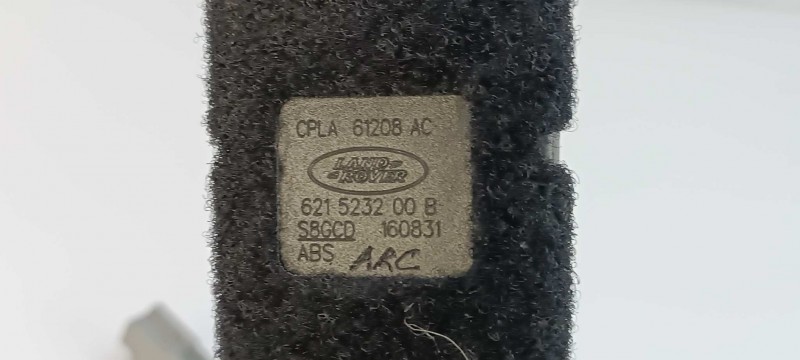 CPLA 61208 AC
LAND
ROVER
621 5232 00 B
SBGCD 160831
ABS ARC